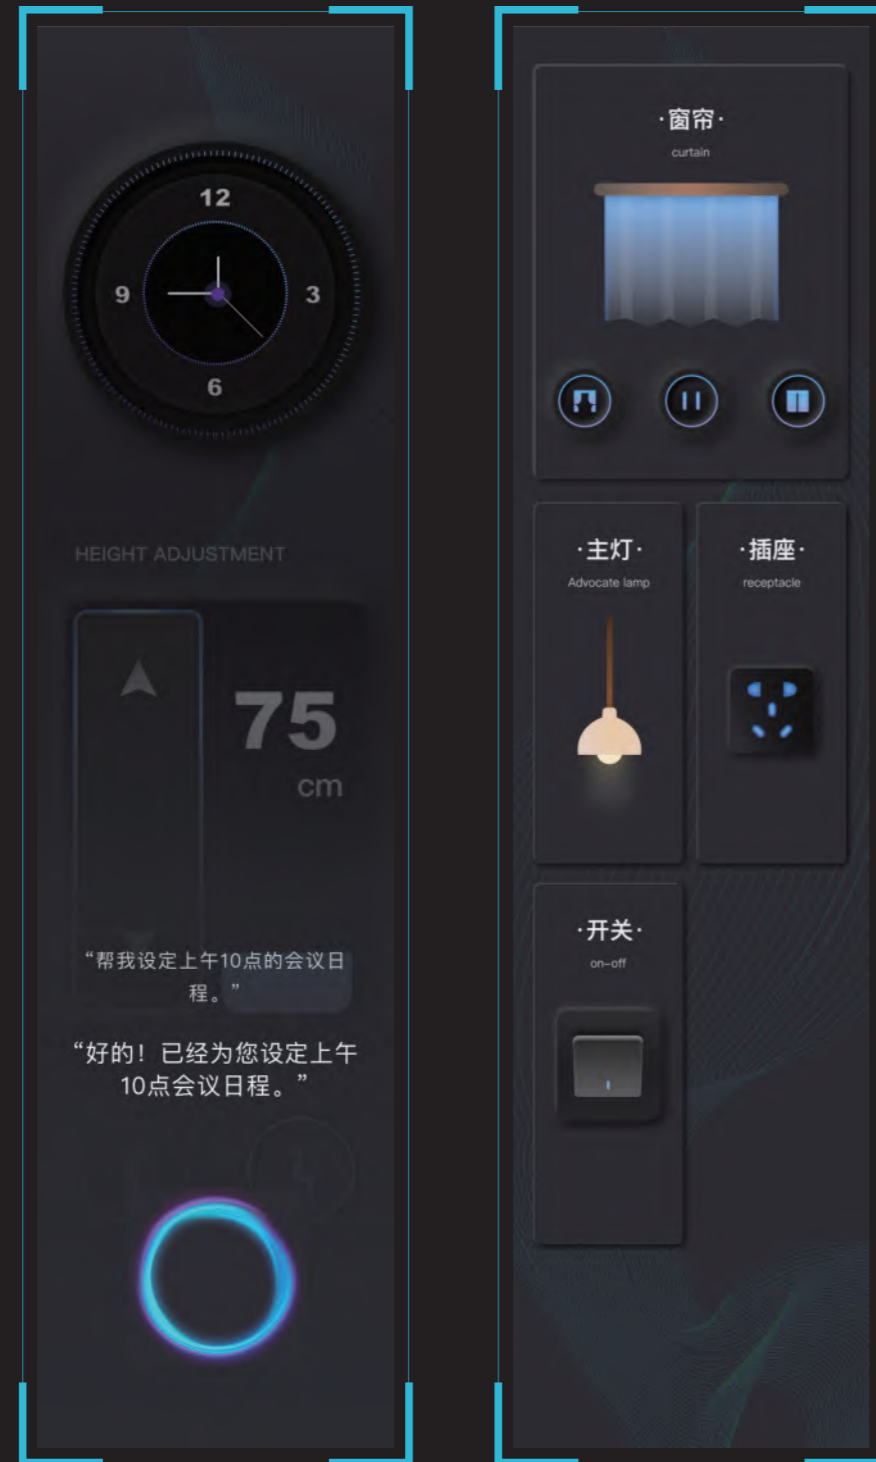 12
9
3
6
HEIGHT ADJUSTMENT
75
cm
“帮我设定上午10点的会议日
程。”
“好的！已经为您设定上午
10点会议日程。”
·窗帘·
curtain
·主灯·
Advocate lamp
·插座·
receptacle
·开关·
on-off